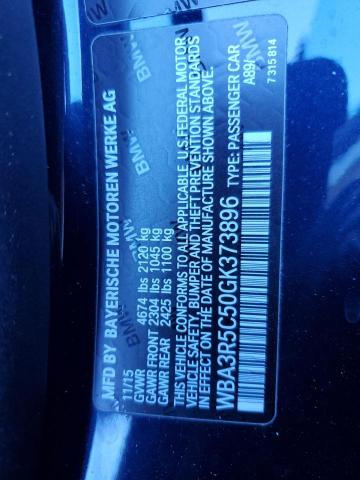 MFD BY BAYERISCHE MOTOREN WERKE AG
11/15
GVWR 4674 lbs 2120 kg
GAWR FRONT 2304 lbs 1045 kg
GAWR REAR 2425 lbs 1100 kg
THIS VEHICLE CONFORMS TO ALL APPLICABLE U.S. FEDERAL MOTOR
VEHICLE SAFETY, BUMPER AND THEFT PREVENTION STANDARDS
IN EFFECT ON THE DATE OF MANUFACTURE SHOWN ABOVE.
WBA3R5C50GK373896 TYPE: PASSENGER CAR
A89/
7 315 814